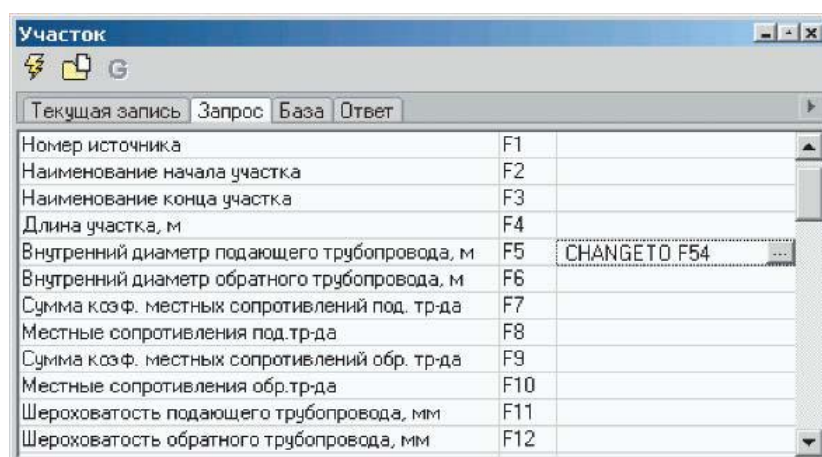 Участок
G
Текущая запись Запрос База Ответ
Номер источника F1
Наименование начала участка F2
Наименование конца участка F3
Длина участка, м F4
Внутренний диаметр подающего трубопровода, м F5 CHANGETO F54 ...
Внутренний диаметр обратного трубопровода, м F6
Сумма коэф. местных сопротивлений под. тр-да F7
Местные сопротивления под.тр-да F8
Сумма коэф. местных сопротивлений обр. тр-да F9
Местные сопротивления обр.тр-да F10
Шероховатость подающего трубопровода, мм F11
Шероховатость обратного трубопровода, мм F12